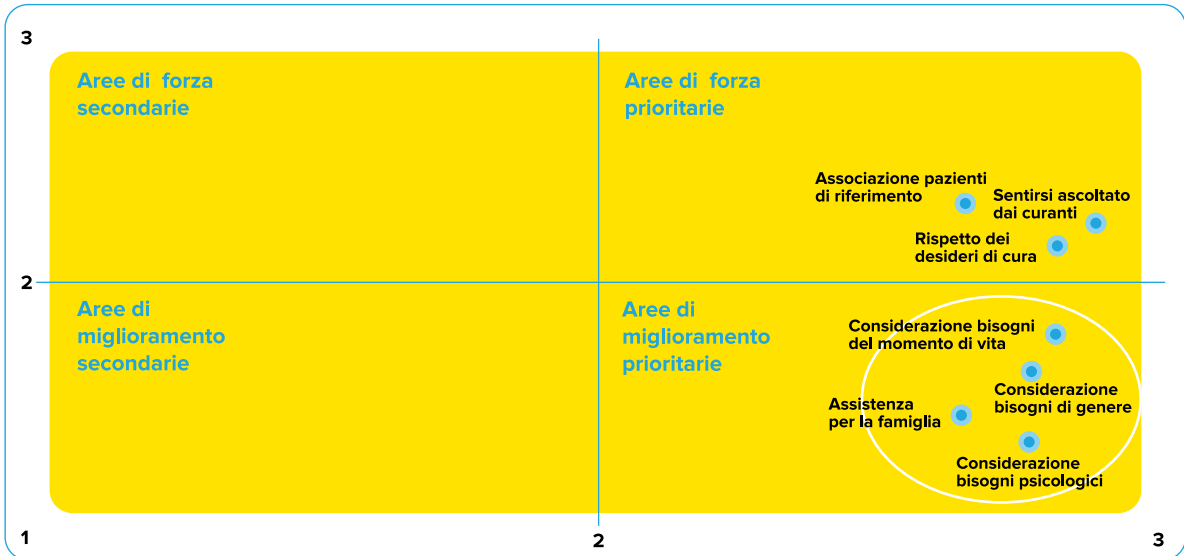 3
Aree di forza
secondarie
Aree di forza
prioritarie
Associazione pazienti
di riferimento
Sentirsi ascoltato
dai curanti
Rispetto dei
desideri di cura
2
Aree di
miglioramento
secondarie
Aree di
miglioramento
prioritarie
Considerazione bisogni
del momento di vita
Considerazione
bisogni di genere
Assistenza
per la famiglia
Considerazione
bisogni psicologici
1
2
3